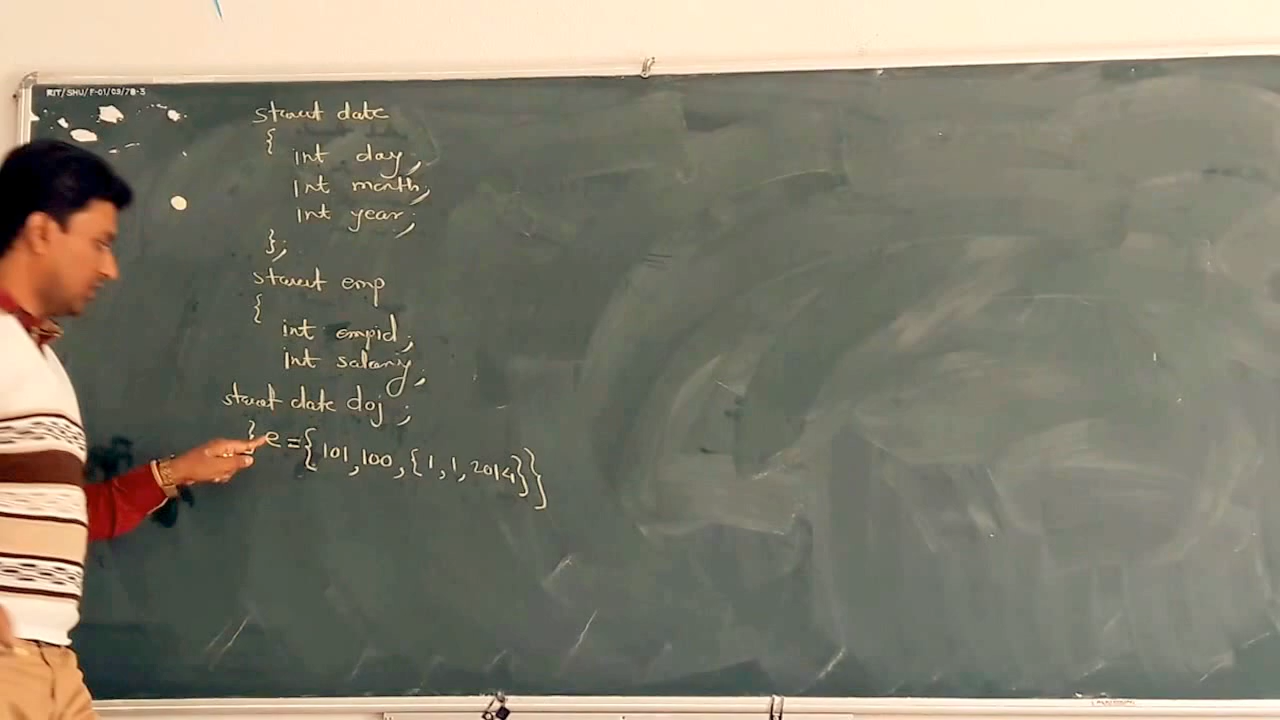 RIT/SHU/F-01/03/78-3
struct date
{
int day;
int month;
int year;
};
struct emp
{
int empid;
int salary;
struct date doj;
}e={101,100,{1,1,2014}}